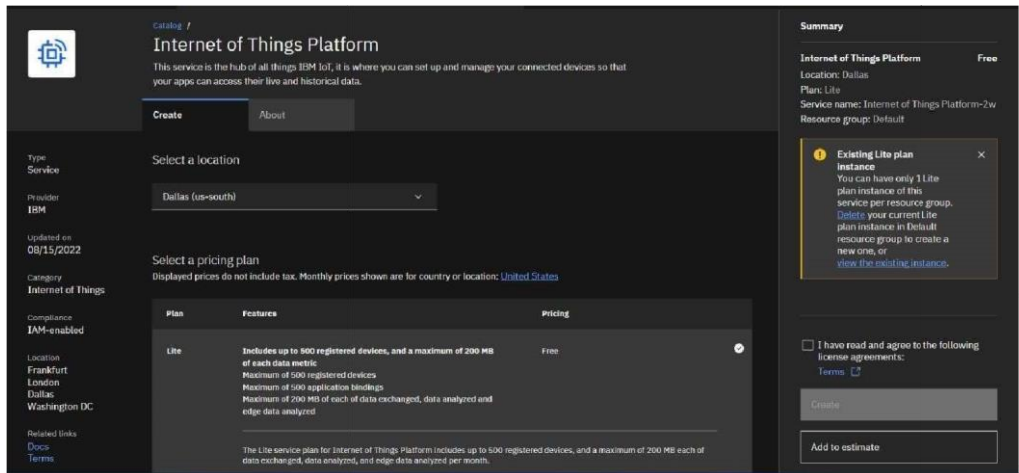 Catalog /
Internet of Things Platform
This service is the hub of all things IBM IoT, it is where you can set up and manage your connected devices so that
your apps can access their live and historical data.
Create
About
Type
Service
Provider
IBM
Updated on
08/15/2022
Category
Internet of Things
Compliance
IAM-enabled
Location
Frankfurt
London
Dallas
Washington DC
Related links
Docs
Terms
Select a location
Dallas (us-south)
Select a pricing plan
Displayed prices do not include tax. Monthly prices shown are for country or location: United States
Plan
Features
Pricing
Lite
Includes up to 500 registered devices, and a maximum of 200 MB
of each data metric
Maximum of 500 registered devices
Maximum of 500 application bindings
Maximum of 200 MB of each of data exchanged, data analyzed and
edge data analyzed
Free
The Lite service plan for Internet of Things Platform includes up to 500 registered devices, and a maximum of 200 MB each of
data exchanged, data analyzed, and edge data analyzed per month.
Summary
Internet of Things Platform Free
Location: Dallas
Plan: Lite
Service name: Internet of Things Platform-2w
Resource group: Default
Existing Lite plan
instance
You can have only 1 Lite
plan instance of this
service per resource group.
Delete your current Lite
plan instance in Default
resource group to create a
new one, or
view the existing instance.
I have read and agree to the following
license agreements:
Terms
Create
Add to estimate